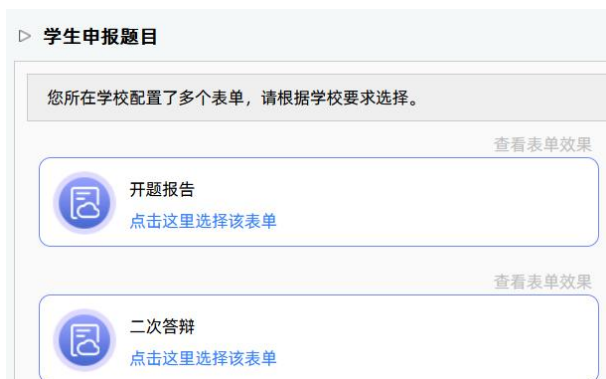 学生申报题目
您所在学校配置了多个表单，请根据学校要求选择。
查看表单效果
开题报告
点击这里选择该表单
查看表单效果
二次答辩
点击这里选择该表单